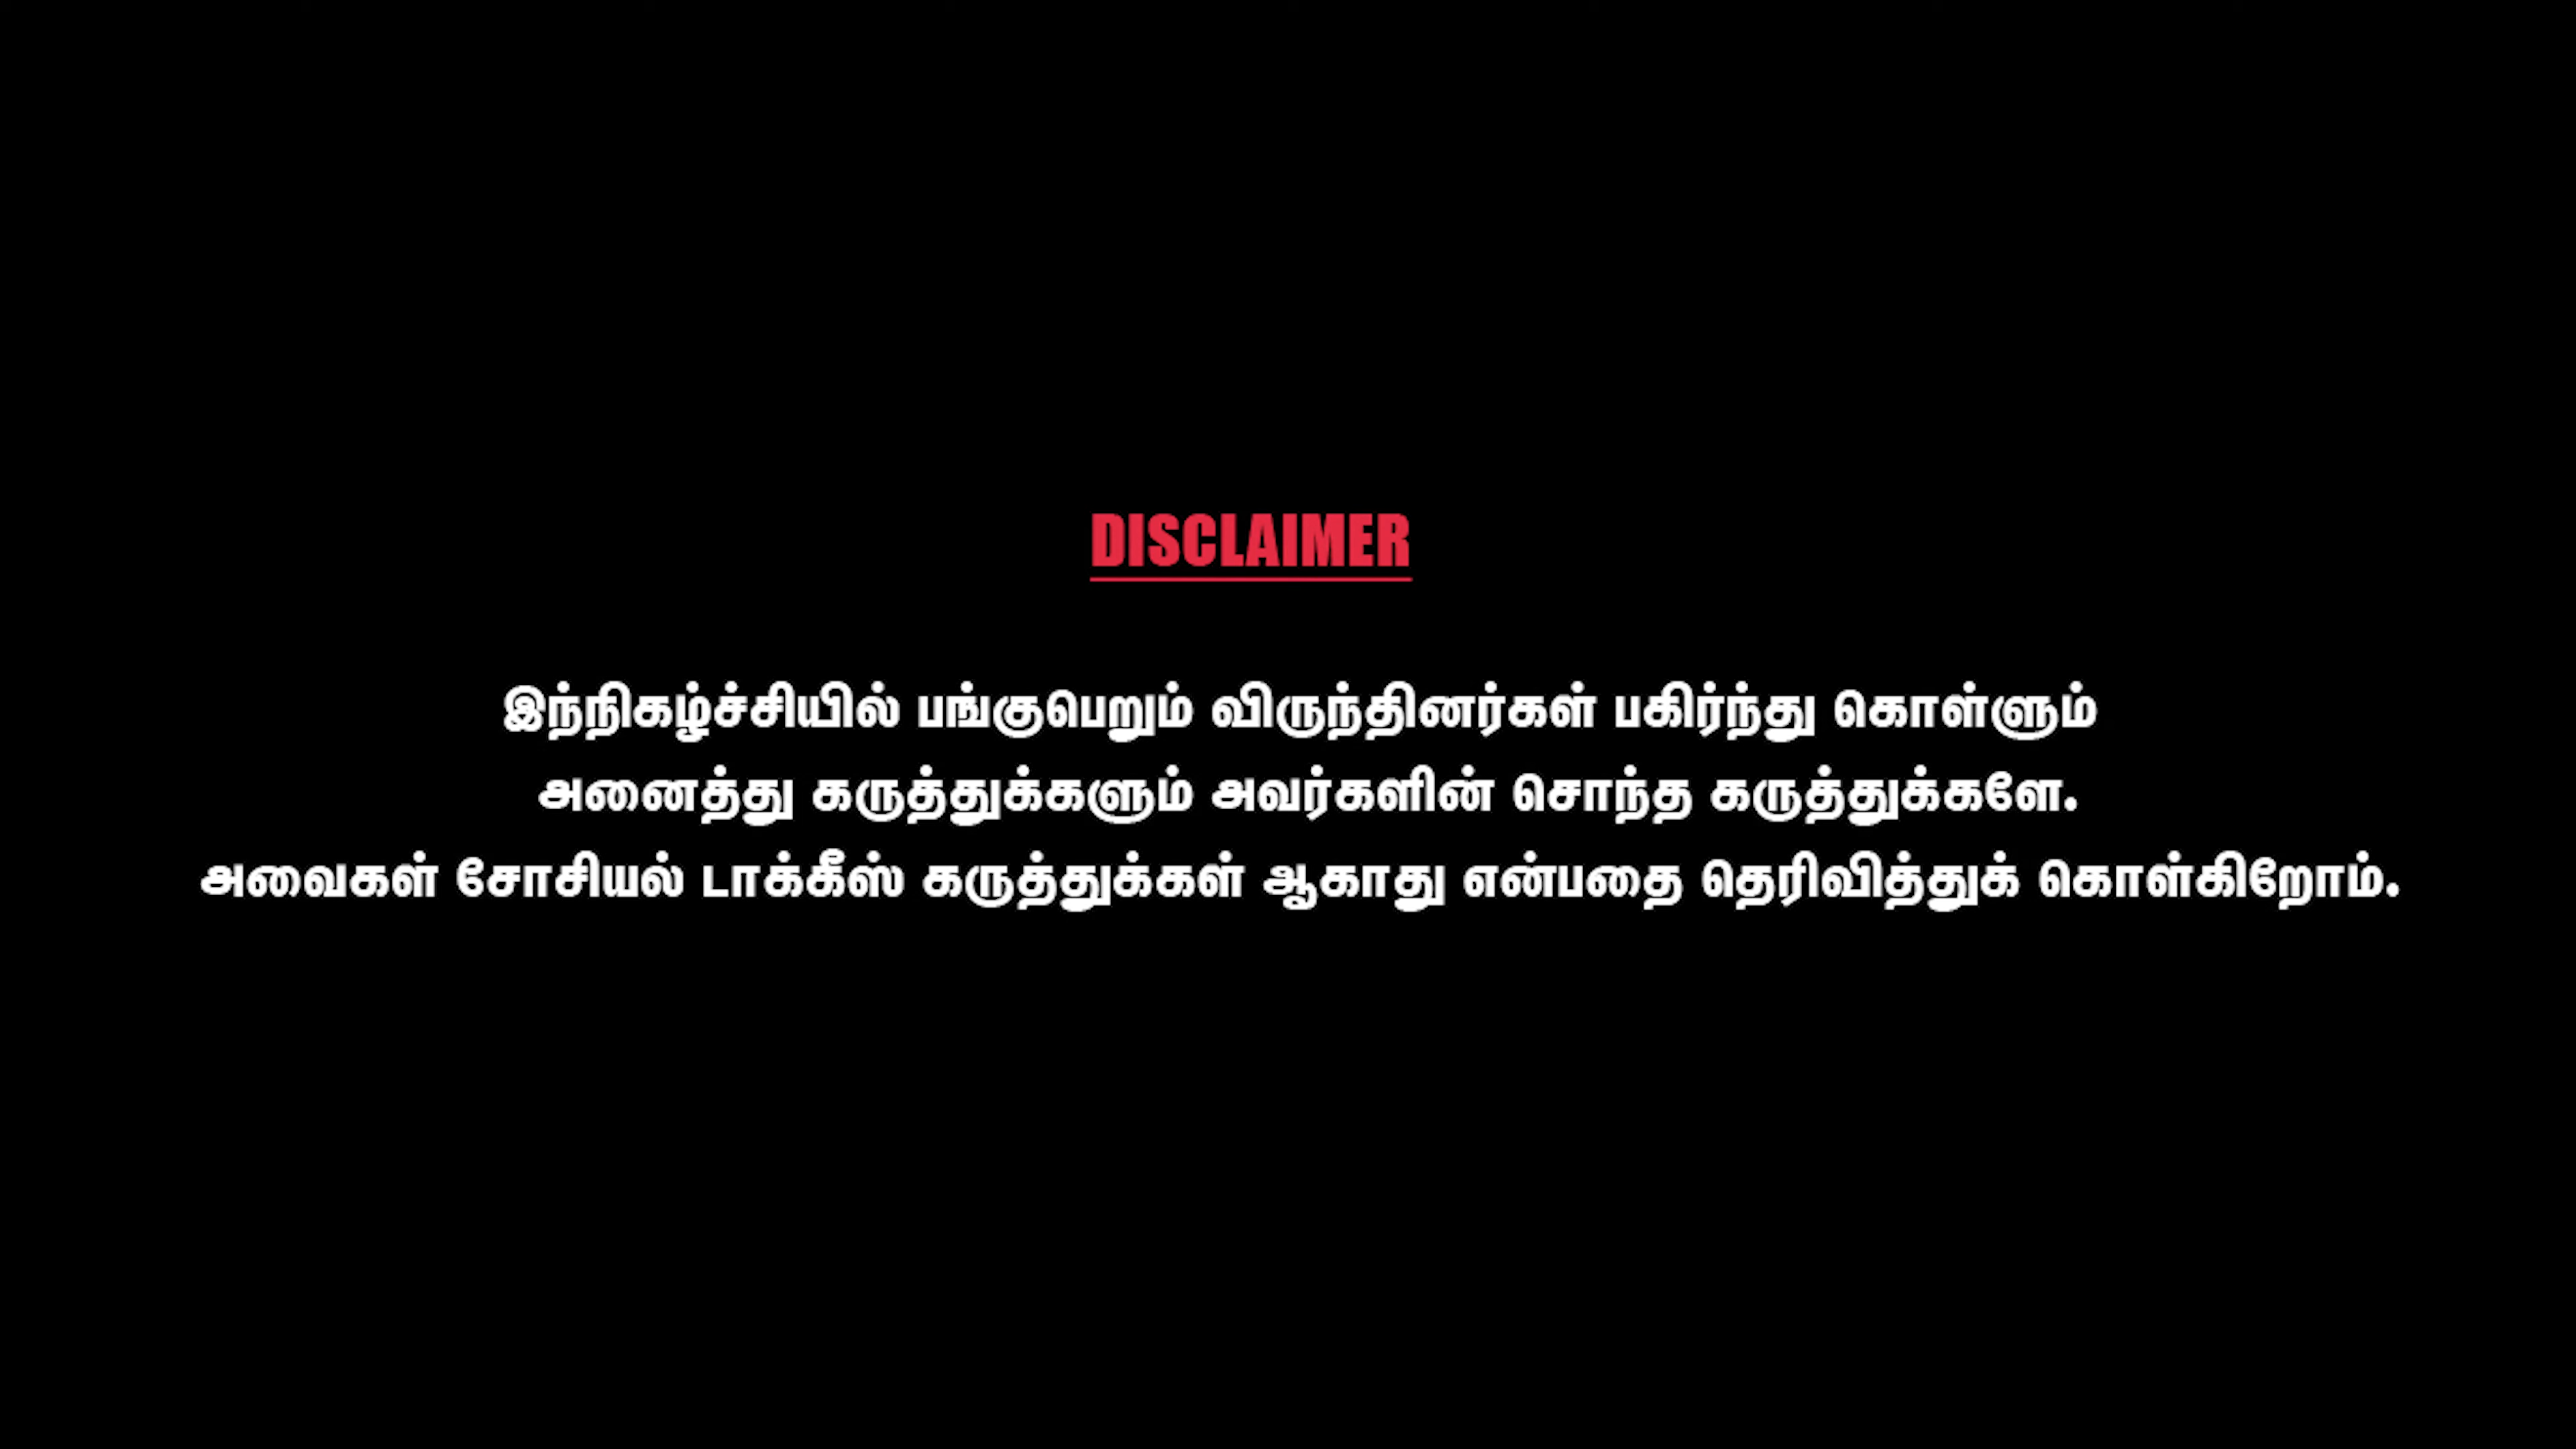 DISCLAIMER
இந்நிகழ்ச்சியில் பங்குபெறும் விருந்தினர்கள் பகிர்ந்து கொள்ளும்
அனைத்து கருத்துக்களும் அவர்களின் சொந்த கருத்துக்களே.
அவைகள் சோசியல் டாக்கீஸ் கருத்துக்கள் ஆகாது என்பதை தெரிவித்துக் கொள்கிறோம்.